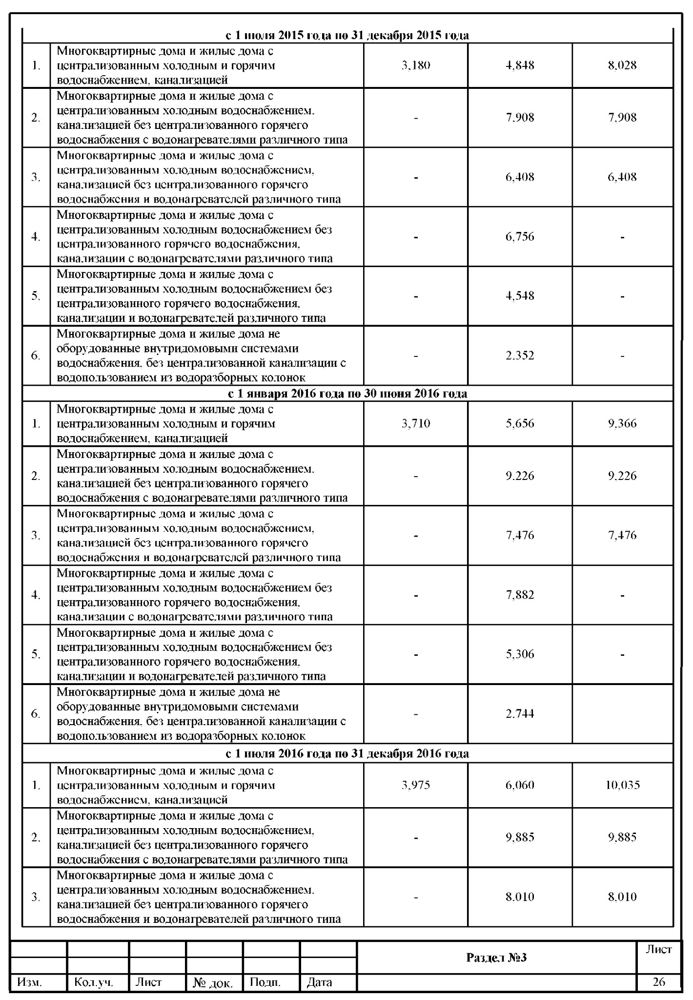 с 1 июля 2015 года по 31 декабря 2015 года
Многоквартирные дома и жилые дома с
1. централизованным холодным и горячим 3,180 4,848 8,028
водоснабжением, канализацией
Многоквартирные дома и жилые дома с
централизованным холодным водоснабжением,
2. канализацией без централизованного горячего - 7,908 7,908
водоснабжения с водонагревателями различного типа
Многоквартирные дома и жилые дома с
централизованным холодным водоснабжением,
3. канализацией без централизованного горячего - 6,408 6,408
водоснабжения и водонагревателей различного типа
Многоквартирные дома и жилые дома с
централизованным холодным водоснабжением без
4. централизованного горячего водоснабжения, - 6,756 -
канализации с водонагревателями различного типа
Многоквартирные дома и жилые дома с
централизованным холодным водоснабжением без
5. централизованного горячего водоснабжения, - 4,548 -
канализации и водонагревателей различного типа
Многоквартирные дома и жилые дома не
оборудованные внутридомовыми системами
6. водоснабжения, без централизованной канализации с - 2.352 -
водопользованием из водоразборных колонок
с 1 января 2016 года по 30 июня 2016 года
Многоквартирные дома и жилые дома с
1. централизованным холодным и горячим 3,710 5,656 9,366
водоснабжением, канализацией
Многоквартирные дома и жилые дома с
централизованным холодным водоснабжением,
2. канализацией без централизованного горячего - 9.226 9,226
водоснабжения с водонагревателями различного типа
Многоквартирные дома и жилые дома с
централизованным холодным водоснабжением,
3. канализацией без централизованного горячего - 7,476 7,476
водоснабжения и водонагревателей различного типа
Многоквартирные дома и жилые дома с
централизованным холодным водоснабжением без
4. централизованного горячего водоснабжения, - 7,882 -
канализации с водонагревателями различного типа
Многоквартирные дома и жилые дома с
централизованным холодным водоснабжением без
5. централизованного горячего водоснабжения, - 5,306 -
канализации и водонагревателей различного типа
Многоквартирные дома и жилые дома не
оборудованные внутридомовыми системами
6. водоснабжения, без централизованной канализации с - 2.744
водопользованием из водоразборных колонок
с 1 июля 2016 года по 31 декабря 2016 года
Многоквартирные дома и жилые дома с
1. централизованным холодным и горячим 3,975 6,060 10,035
водоснабжением, канализацией
Многоквартирные дома и жилые дома с
централизованным холодным водоснабжением,
2. канализацией без централизованного горячего - 9,885 9,885
водоснабжения с водонагревателями различного типа
Многоквартирные дома и жилые дома с
централизованным холодным водоснабжением,
3. канализацией без централизованного горячего - 8.010 8,010
водоснабжения и водонагревателей различного типа
Раздел №3 Лист
Изм. Кол.уч. Лист № док. Подп. Дата 26